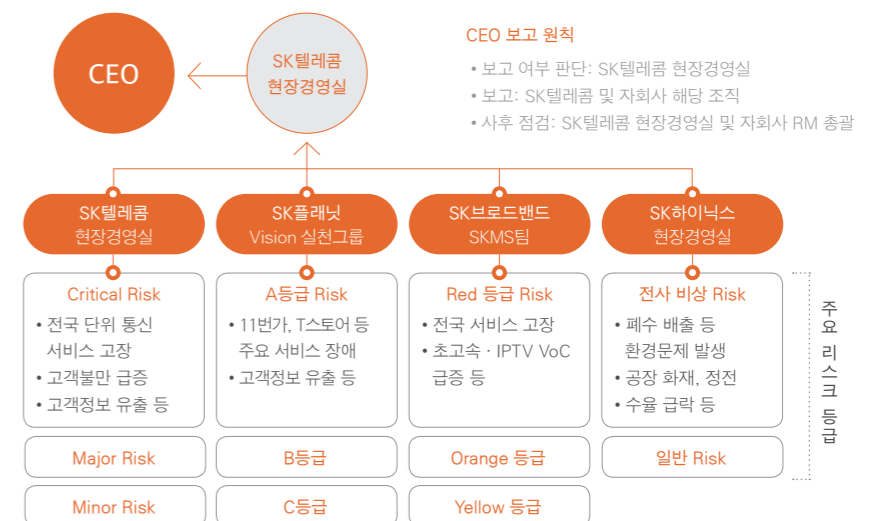 CEO
SK텔레콤
현장경영실
CEO 보고 원칙
• 보고 여부 판단: SK텔레콤 현장경영실
• 보고: SK텔레콤 및 자회사 해당 조직
• 사후 점검: SK텔레콤 현장경영실 및 자회사 RM 총괄
SK텔레콤
현장경영실
Critical Risk
• 전국 단위 통신
서비스 고장
• 고객불만 급증
• 고객정보 유출 등
Major Risk
Minor Risk
SK플래닛
Vision 실천그룹
A등급 Risk
• 11번가, T스토어 등
주요 서비스 장애
• 고객정보 유출 등
B등급
C등급
SK브로드밴드
SKMS팀
Red 등급 Risk
• 전국 서비스 고장
• 초고속 · IPTV VoC
급증 등
Orange 등급
Yellow 등급
SK하이닉스
현장경영실
전사 비상 Risk
• 폐수 배출 등
환경문제 발생
• 공장 화재, 정전
• 수율 급락 등
일반 Risk
주요 리스크 등급